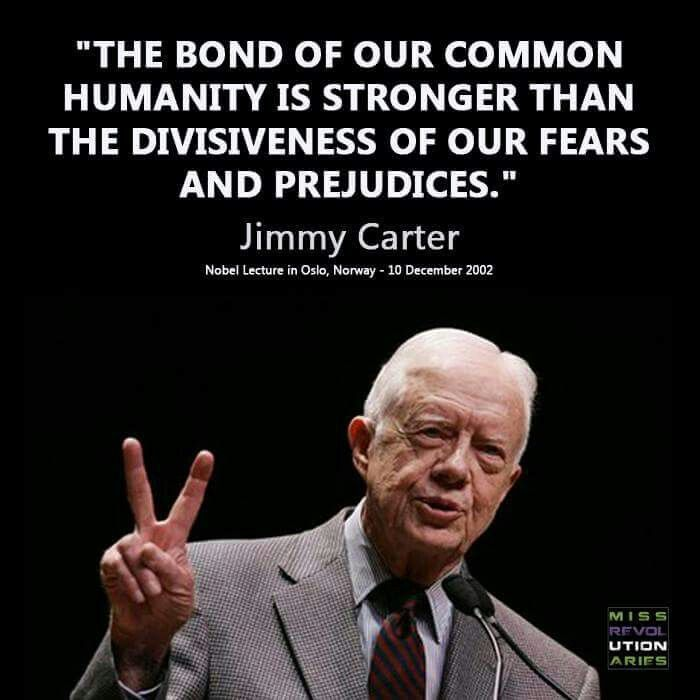 "THE BOND OF OUR COMMON
HUMANITY IS STRONGER THAN
THE DIVISIVENESS OF OUR FEARS
AND PREJUDICES."
Jimmy Carter
Nobel Lecture in Oslo, Norway - 10 December 2002
MISS
REVOL
UTION
ARIES